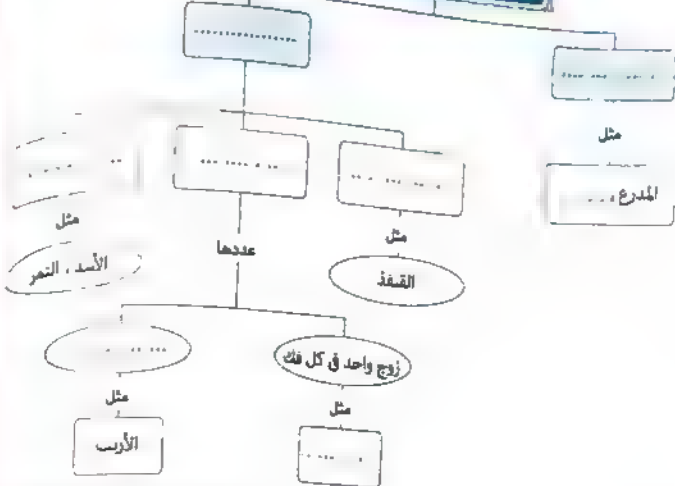 ....................
مثل
المدرع ، ...
مثل
مثل
الأسد ، النمر
عددها
القنفذ
زوج واحد في كل فك
مثل
مثل
الأرنب